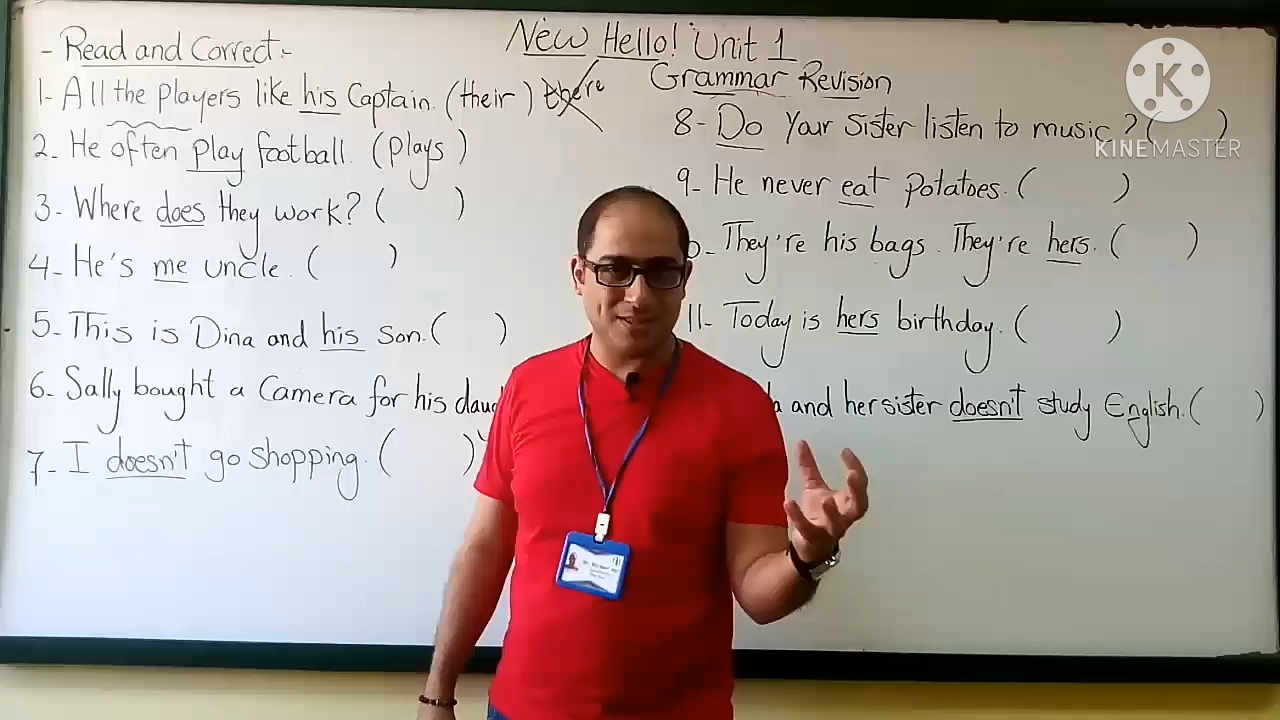 New Hello! Unit 1
Grammar Revision
- Read and Correct:-
1- All the players like his Captain. (their) there
2. He often play football. (plays )
3- Where does they work? ( )
4- He's me uncle. ( )
5- This is Dina and his son. ( )
6. Sally bought a Camera for his
7- I doesn't go shopping. ( )
8- Do your sister listen to music? ( )
9- He never eat potatoes. ( )
They're his bags. They're hers. ( )
11- Today is hers birthday. ( )
and her sister doesn't study English. ( )
K
KINEMASTER